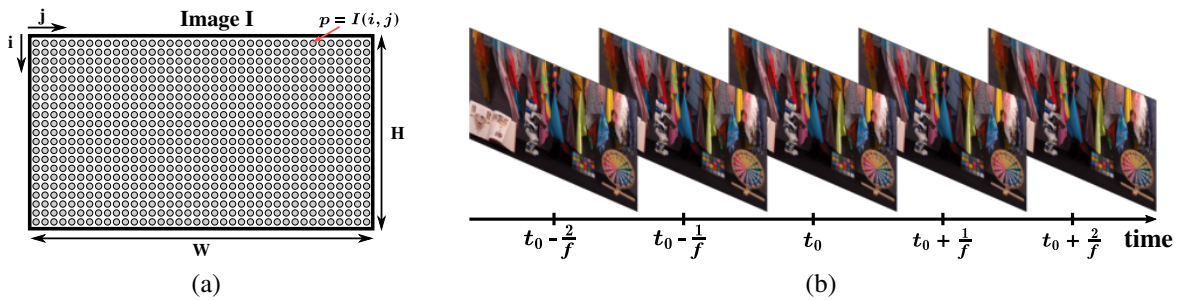 Image I
j
p = I(i, j)
i
H
W
(a)
t₀ - 2/f
t₀ - 1/f
t₀
t₀ + 1/f
t₀ + 2/f
time
(b)